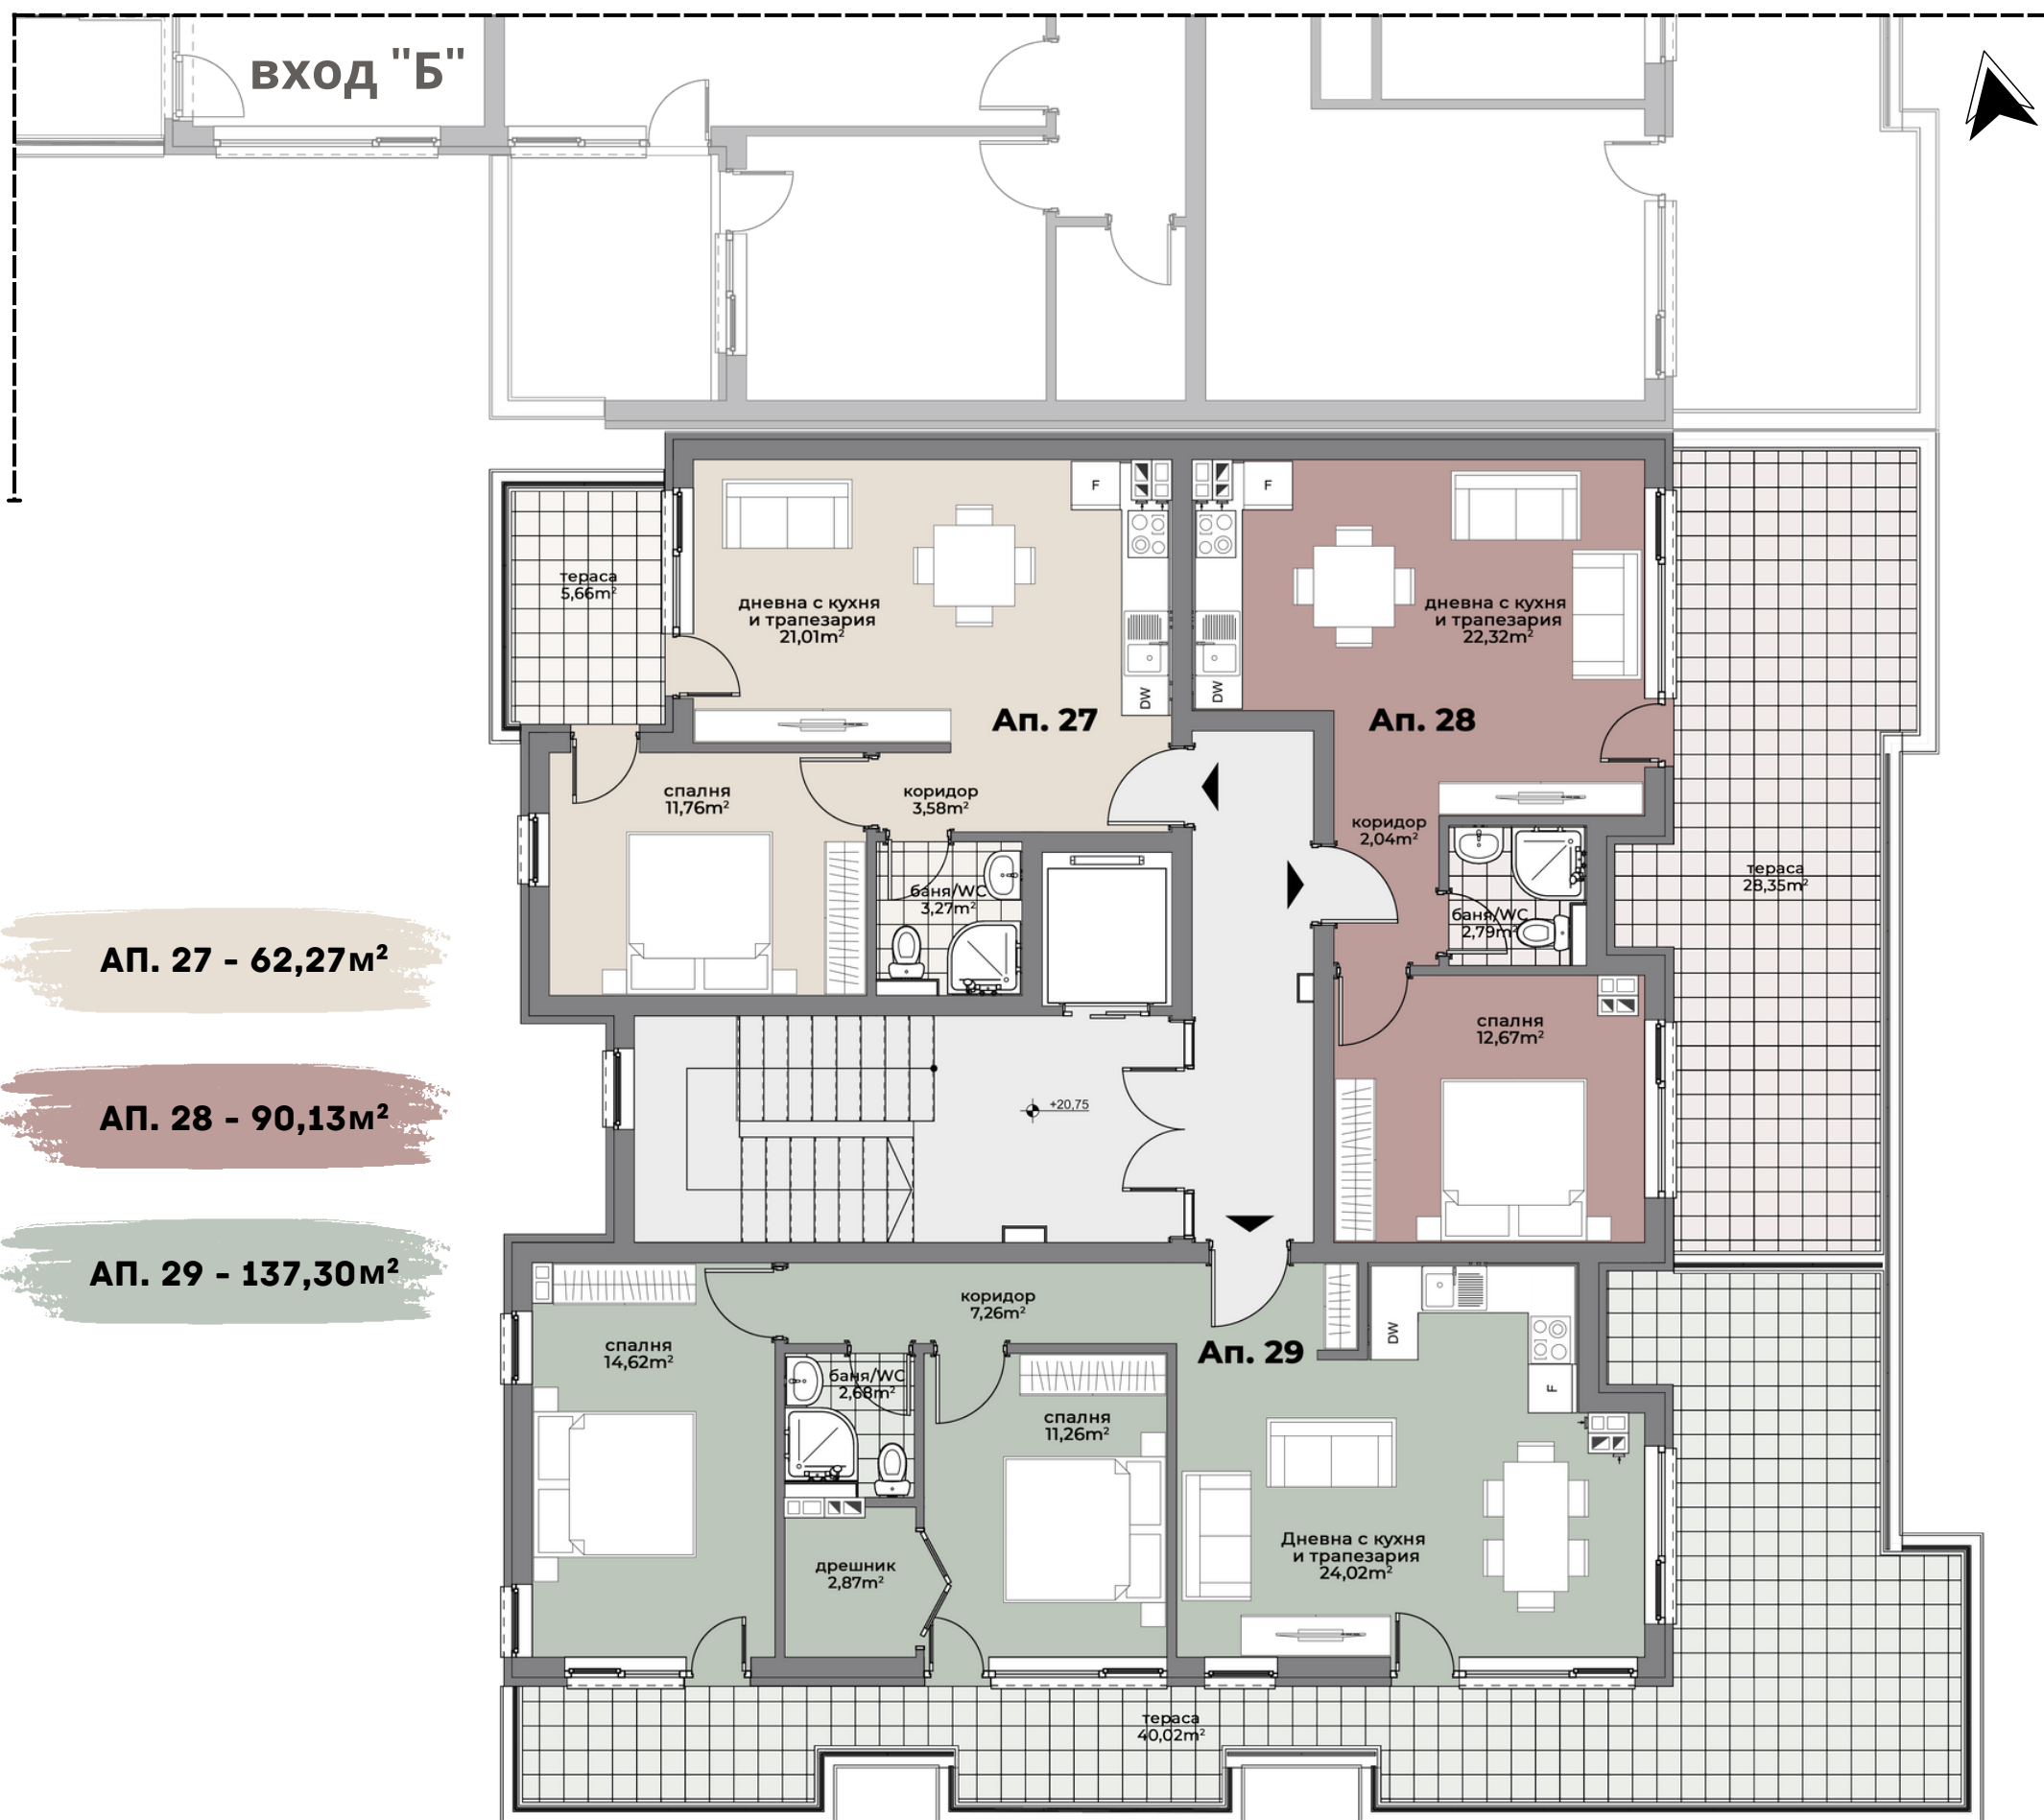 вход "Б"
F
F
тераса
5,66m²
дневна с кухня
и трапезария
21,01m²
дневна с кухня
и трапезария
22,32m²
DW
DW
Ап. 27
Ап. 28
спалня
11,76m²
коридор
3,58m²
коридор
2,04m²
тераса
28,35m²
баня/WC
3,27m²
баня/WC
2,79m²
АП. 27 - 62,27м²
спалня
12,67m²
АП. 28 - 90,13м²
+20,75
АП. 29 - 137,30м²
коридор
7,26m²
DW
спалня
14,62m²
Ап. 29
баня/WC
2,68m²
F
спалня
11,26m²
Дневна с кухня
и трапезария
24,02m²
дрешник
2,87m²
тераса
40,02m²